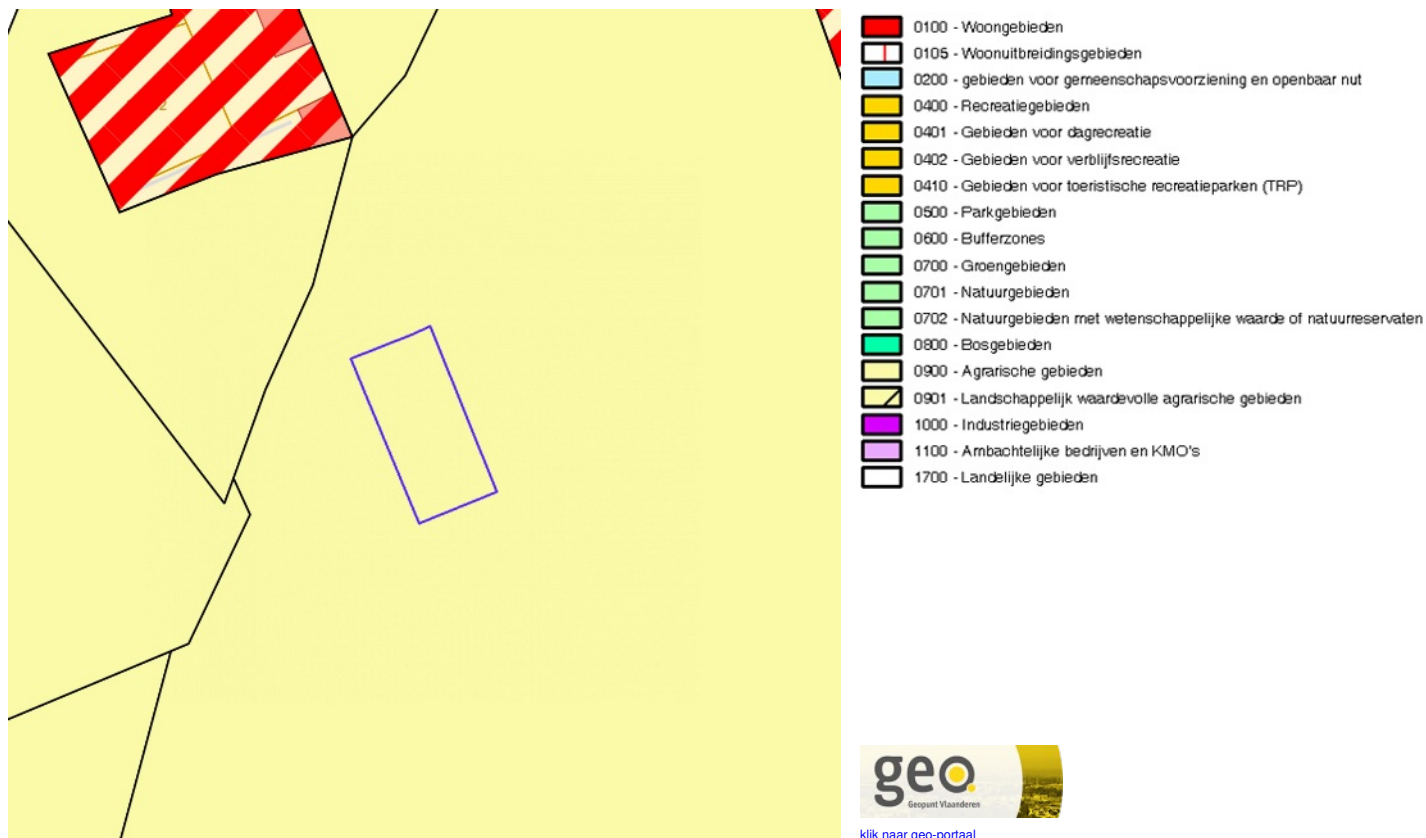 0100 - Woongebieden
0105 - Woonuitbreidingsgebieden
0200 - gebieden voor gemeenschapsvoorziening en openbaar nut
0400 - Recreatiegebieden
0401 - Gebieden voor dagrecreatie
0402 - Gebieden voor verblijfsrecreatie
0410 - Gebieden voor toeristische recreatieparken (TRP)
0500 - Parkgebieden
0600 - Bufferzones
0700 - Groengebieden
0701 - Natuurgebieden
0702 - Natuurgebieden met wetenschappelijke waarde of natuurreservaten
0800 - Bosgebieden
0900 - Agrarische gebieden
0901 - Landschappelijk waardevolle agrarische gebieden
1000 - Industriegebieden
1100 - Ambachtelijke bedrijven en KMO's
1700 - Landelijke gebieden
geo
Geopunt Vlaanderen
klik naar geo-portaal